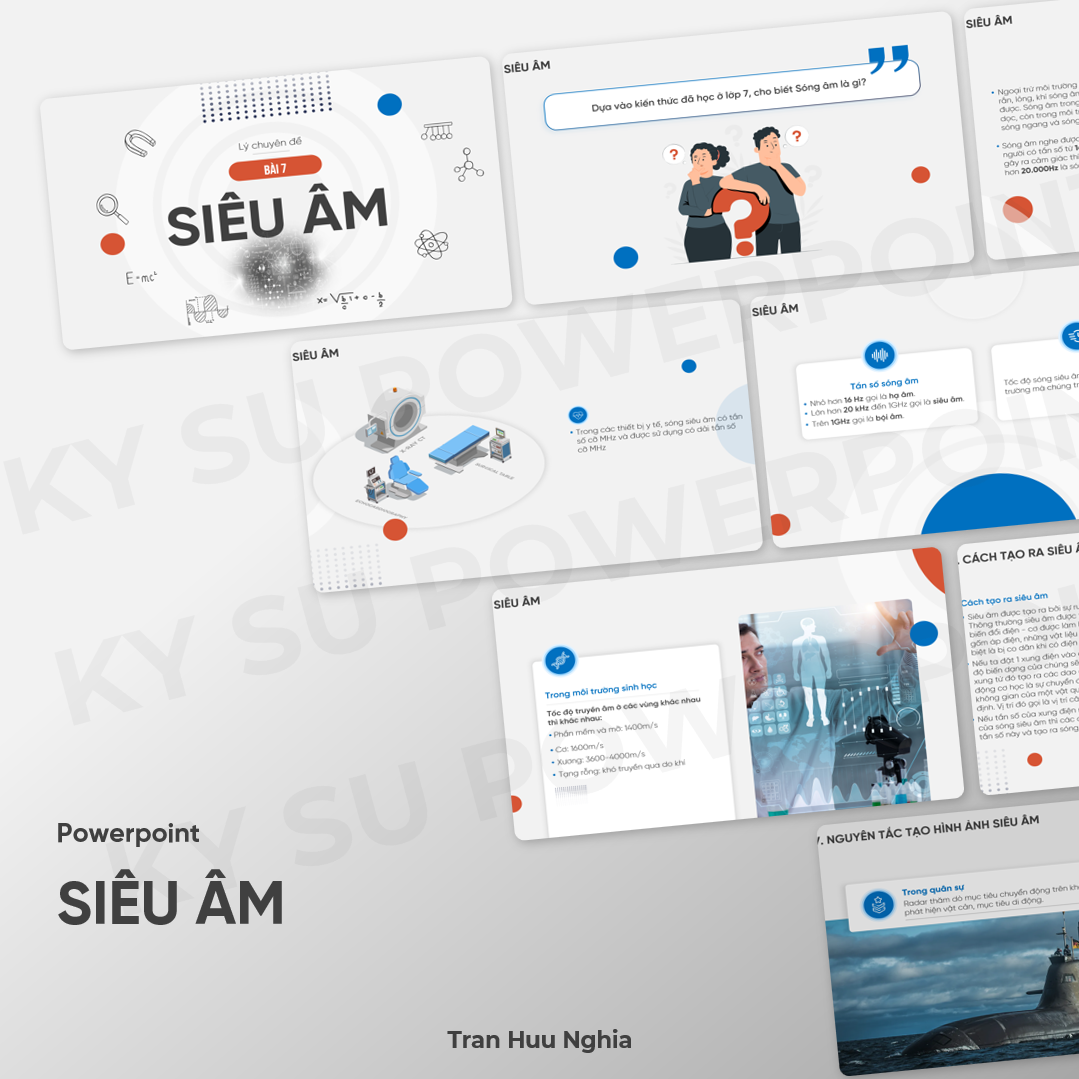 SIÊU ÂM
Lý chuyên đề
BÀI 7
SIÊU ÂM
E=mc²
SIÊU ÂM
Dựa vào kiến thức đã học ở lớp 7, cho biết Sóng âm là gì?
?
?
?
SIÊU ÂM
Ngoại trừ môi trường
rắn, lỏng, khí sóng âm
được. Sóng âm trong
dọc, còn trong môi
sóng ngang và sóng
Sóng âm nghe được
người có tần số từ
gây ra cảm giác
hơn 20.000Hz là
SIÊU ÂM
X-RAY CT
SURGICAL TABLE
• Trong các thiết bị y tế, sóng siêu âm có tần
số cỡ MHz và được sử dụng có dải tần số
cỡ MHz
SIÊU ÂM
Tần số sóng âm
• Nhỏ hơn 16 Hz gọi là hạ âm.
• Lớn hơn 20 kHz đến 1GHz gọi là siêu âm.
• Trên 1GHz gọi là bội âm.
Tốc độ sóng siêu âm
trường mà chúng
SIÊU ÂM
Trong môi trường sinh học
Tốc độ truyền âm ở các vùng khác nhau
thì khác nhau:
• Phần mềm và mỡ: 1400m/s
• Cơ: 1600m/s
• Xương: 3600-4000m/s
• Tạng rỗng: khó truyền qua do khí
. CÁCH TẠO RA SIÊU
Cách tạo ra siêu âm
Siêu âm được tạo ra bởi sự
Thông thường siêu âm được
biến đổi điện - cơ được làm
gốm áp điện, những vật liệu
biệt là bị co dãn khi có điện
Nếu ta đặt 1 xung điện vào
độ biến dạng của chúng sẽ
xung từ đó tạo ra các dao
động cơ học là sự chuyển
không gian của một vật
định. Vị trí đó gọi là vị trí
Nếu tần số của xung điện
của sóng siêu âm thì các
tần số này và tạo ra sóng
. NGUYÊN TẮC TẠO HÌNH ẢNH SIÊU ÂM
Trong quân sự
Radar thăm dò mục tiêu chuyển động trên
phát hiện vật cản, mục tiêu di động.
KY SU POWERPOINT
KY SU POWERPOINT
KY SU POWERPOINT
Powerpoint
SIÊU ÂM
Tran Huu Nghia